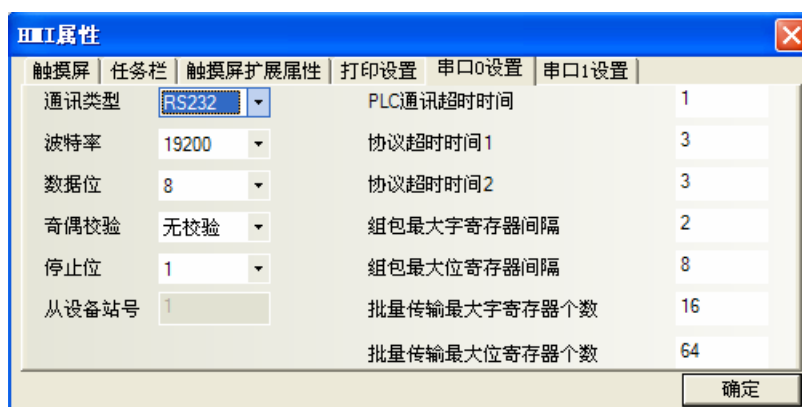 HMI属性
触摸屏 任务栏 触摸屏扩展属性 打印设置 串口0设置 串口1设置
通讯类型 RS232 PLC通讯超时时间 1
波特率 19200 协议超时时间1 3
数据位 8 协议超时时间2 3
奇偶校验 无校验 组包最大字寄存器间隔 2
停止位 1 组包最大位寄存器间隔 8
从设备站号 1 批量传输最大字寄存器个数 16
批量传输最大位寄存器个数 64
确定